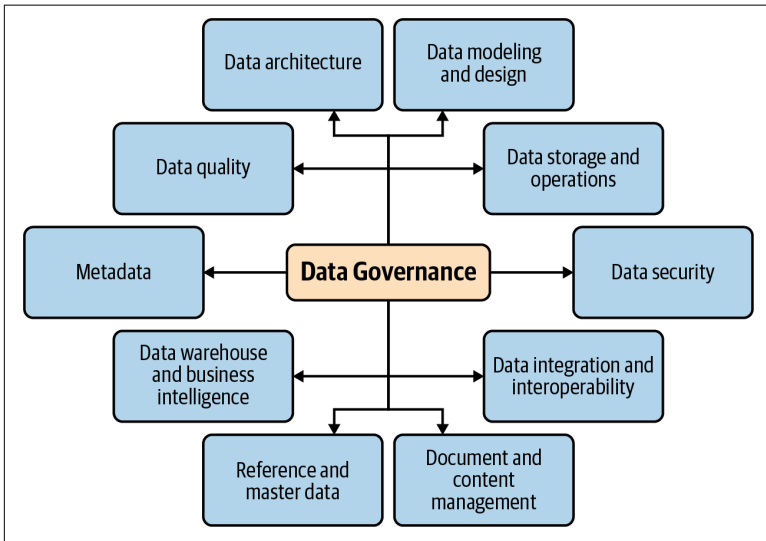 Data architecture
Data modeling
and design
Data quality
Data storage and
operations
Metadata
Data Governance
Data security
Data warehouse
and business
intelligence
Data integration and
interoperability
Reference and
master data
Document and
content
management